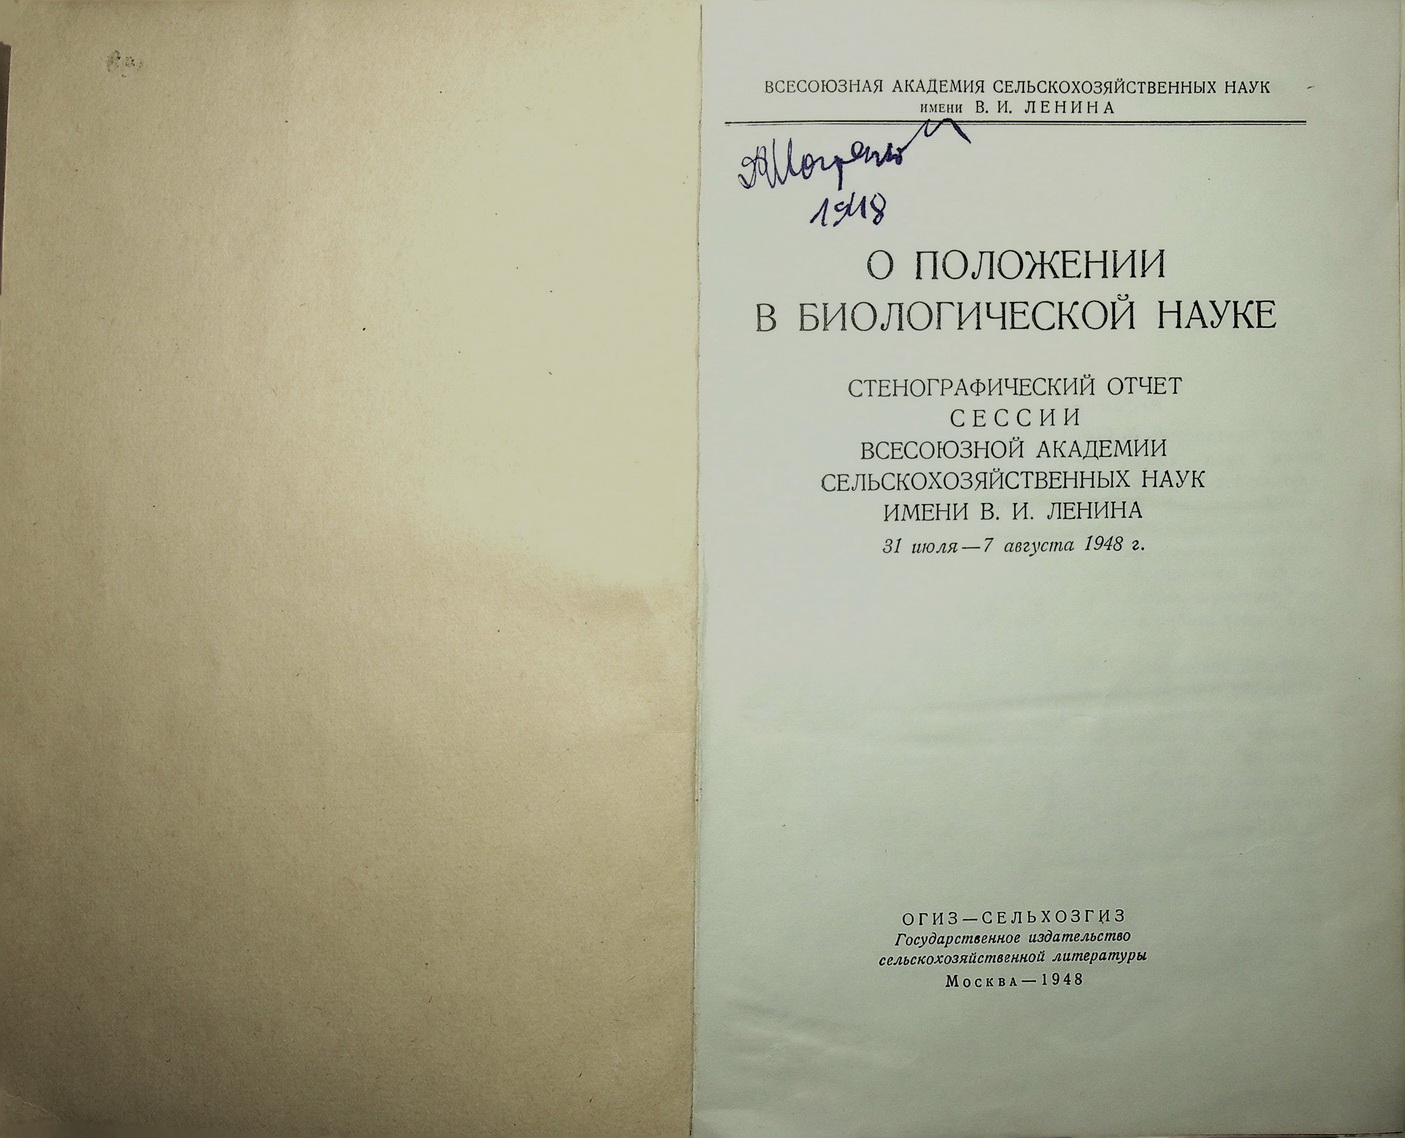 ВСЕСОЮЗНАЯ АКАДЕМИЯ СЕЛЬСКОХОЗЯЙСТВЕННЫХ НАУК
ИМЕНИ В. И. ЛЕНИНА
1948
О ПОЛОЖЕНИИ
В БИОЛОГИЧЕСКОЙ НАУКЕ
СТЕНОГРАФИЧЕСКИЙ ОТЧЕТ
СЕССИИ
ВСЕСОЮЗНОЙ АКАДЕМИИ
СЕЛЬСКОХОЗЯЙСТВЕННЫХ НАУК
ИМЕНИ В. И. ЛЕНИНА
31 июля—7 августа 1948 г.
ОГИЗ—СЕЛЬХОЗГИЗ
Государственное издательство
сельскохозяйственной литературы
Москва—1948